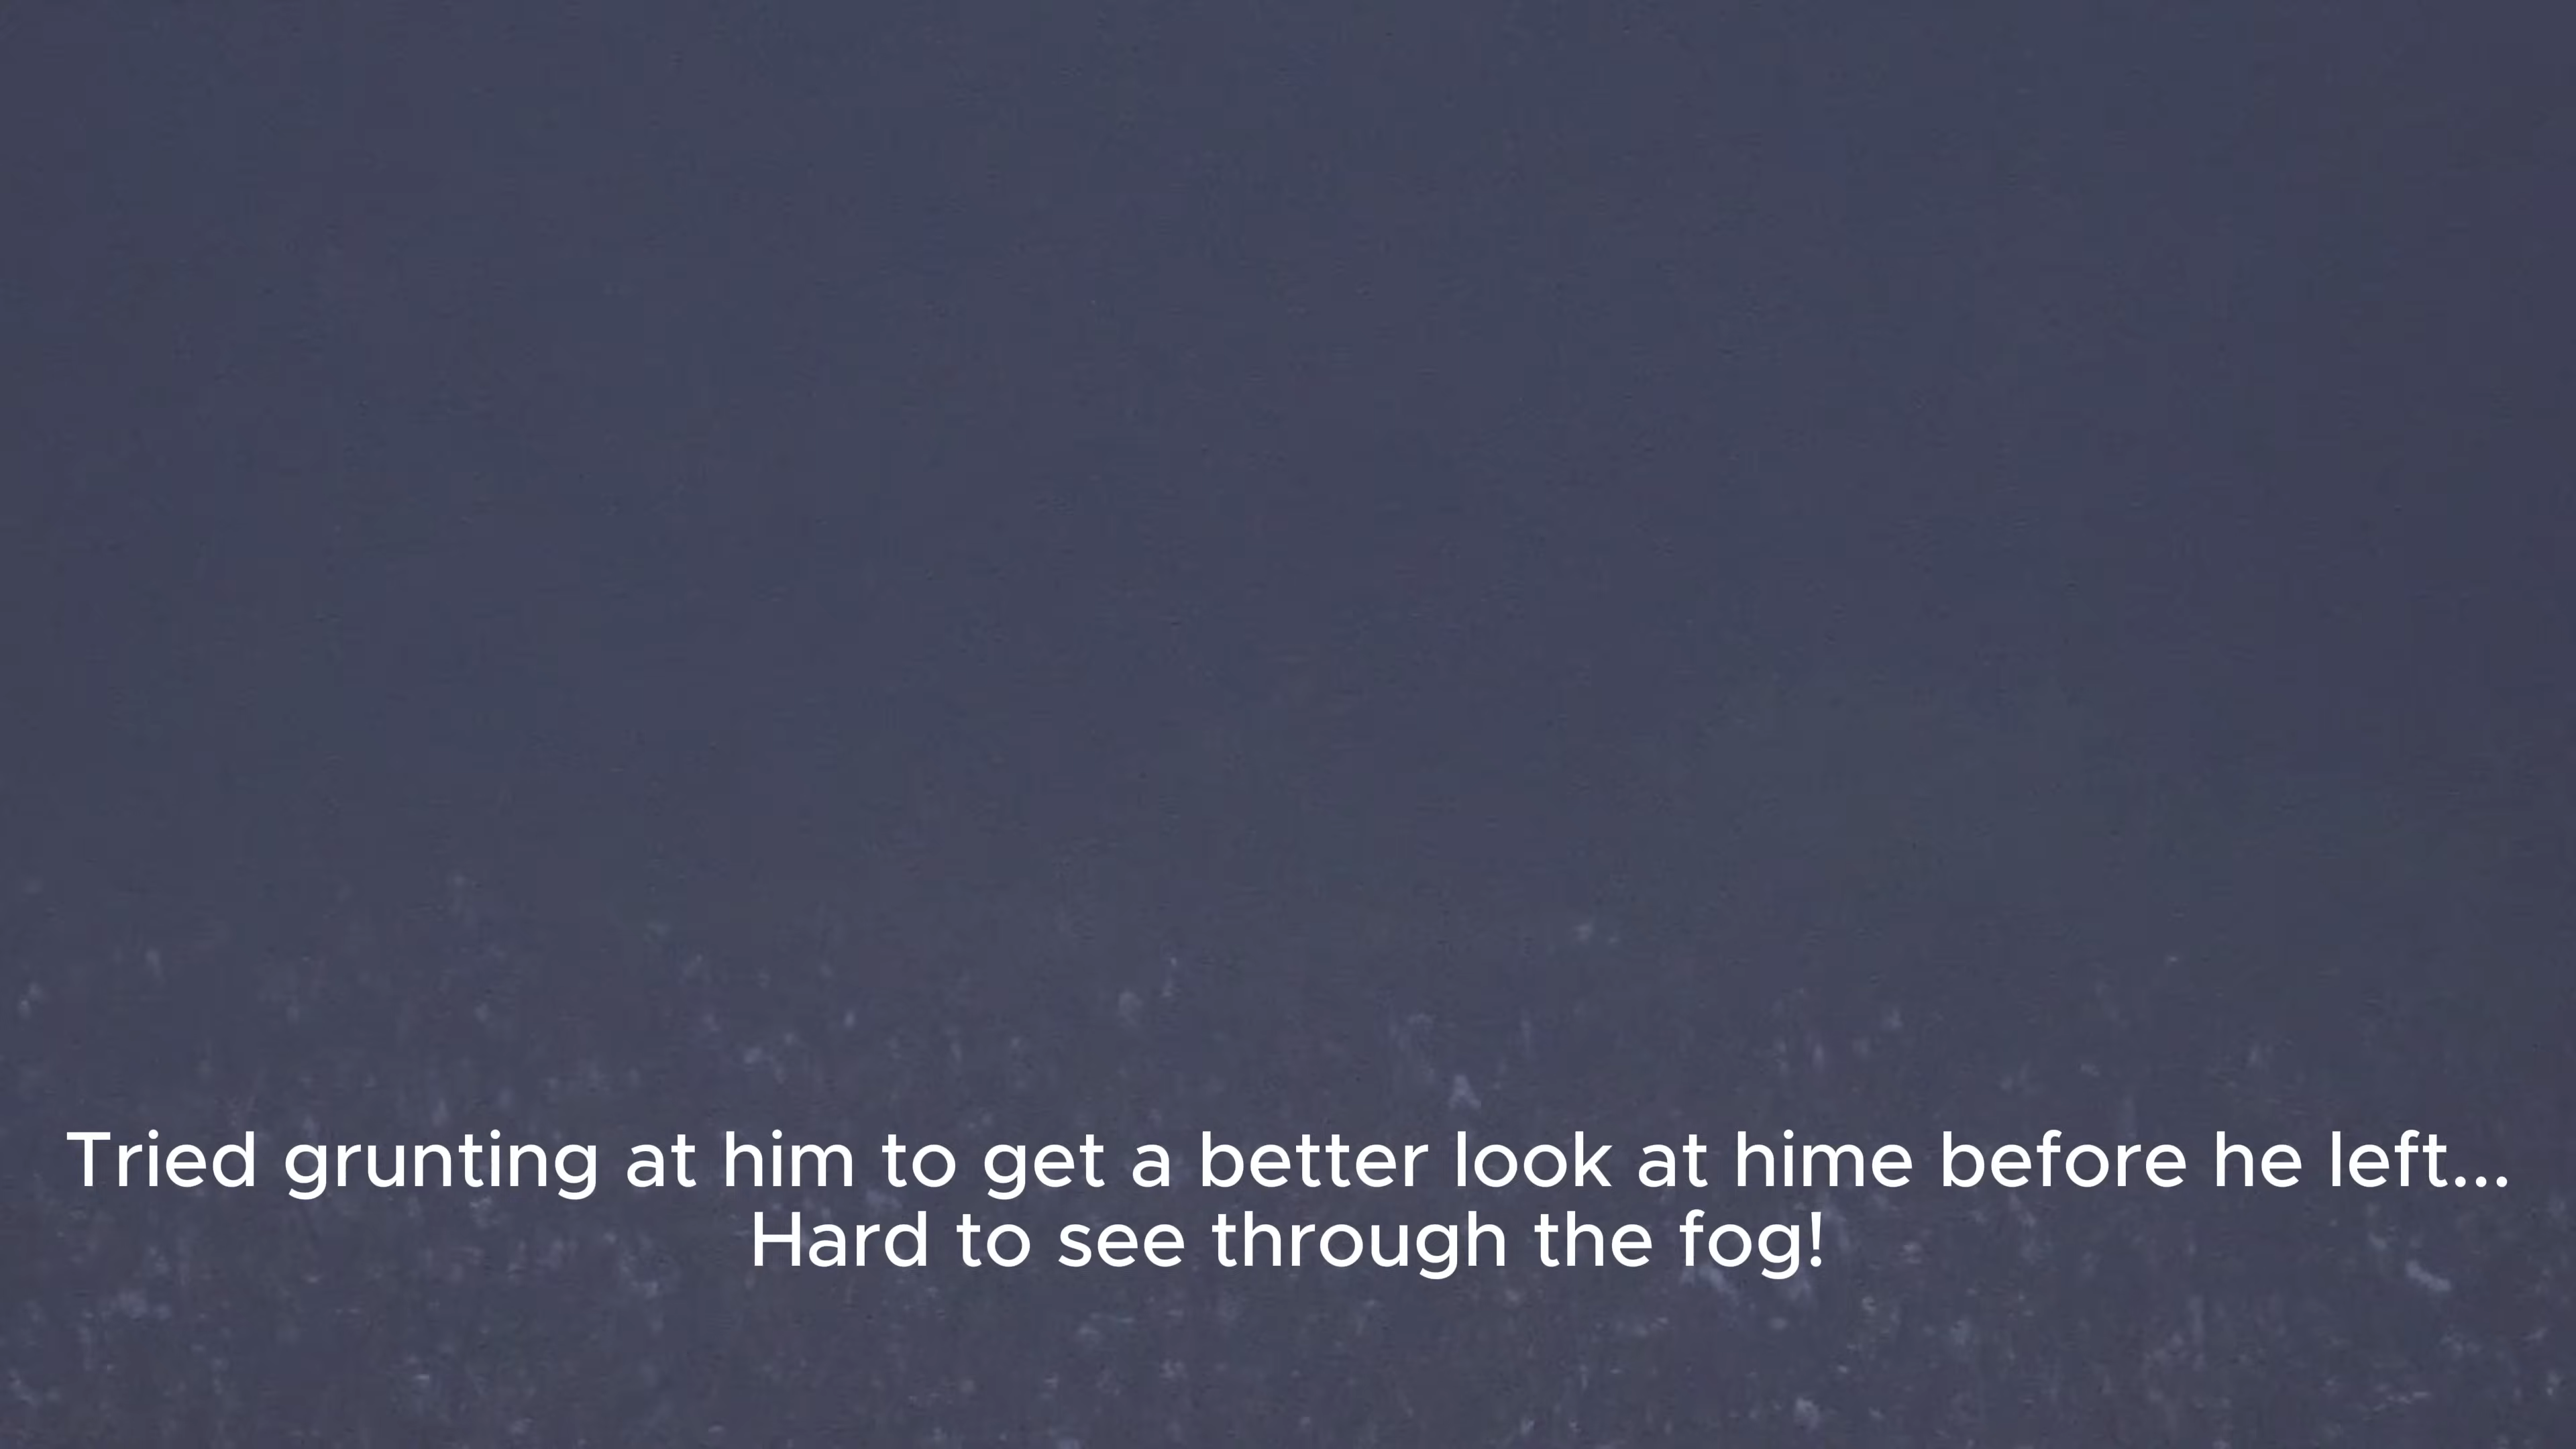 Tried grunting at him to get a better look at hime before he left...
Hard to see through the fog!